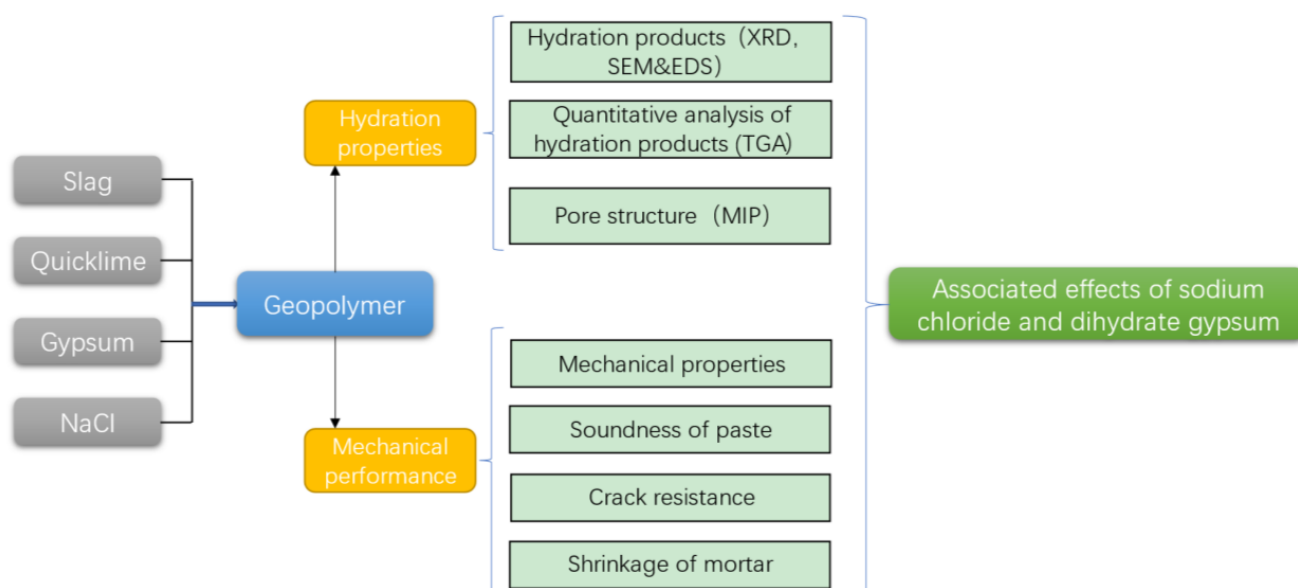 Slag
Quicklime
Gypsum
NaCl
Geopolymer
Hydration
properties
Mechanical
performance
Hydration products（XRD,
SEM&EDS)
Quantitative analysis of
hydration products (TGA)
Pore structure（MIP）
Mechanical properties
Soundness of paste
Crack resistance
Shrinkage of mortar
Associated effects of sodium
chloride and dihydrate gypsum